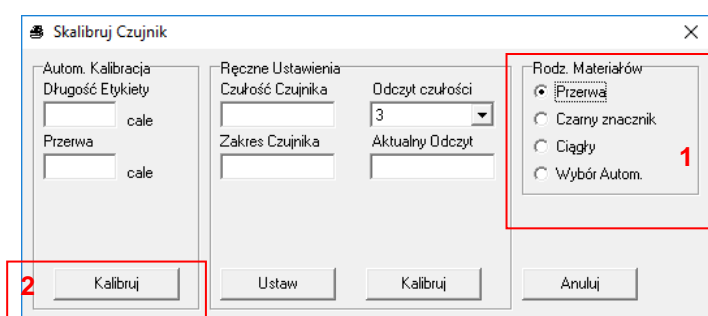 Skalibruj Czujnik
Autom. Kalibracja
Długość Etykiety
cale
Przerwa
cale
Kalibruj
2
Ręczne Ustawienia
Czułość Czujnika
Odczyt czułości
3
Zakres Czujnika
Aktualny Odczyt
Ustaw
Kalibruj
Rodz. Materiałów
Przerwa
Czarny znacznik
Ciągły
Wybór Autom.
1
Anuluj